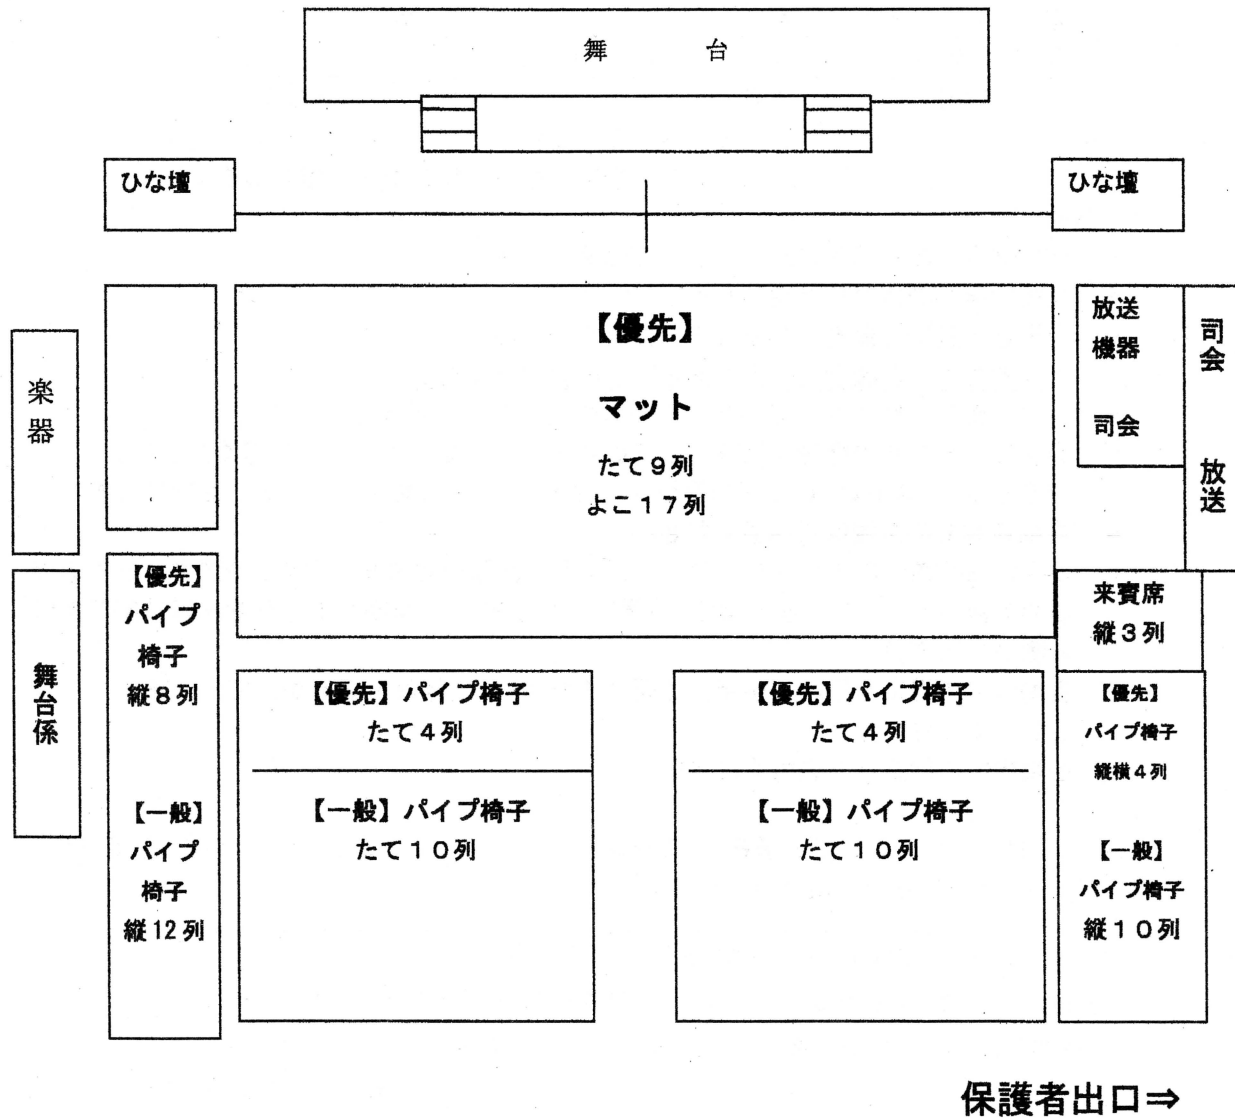 舞　　台
ひな壇
ひな壇
【優先】
マット
たて９列
よこ１７列
放送
機器
司会
司会　放送
楽器
舞台係
【優先】
パイプ
椅子
縦８列
【一般】
パイプ
椅子
縦12列
【優先】パイプ椅子
たて４列
【一般】パイプ椅子
たて１０列
【優先】パイプ椅子
たて４列
【一般】パイプ椅子
たて１０列
来賓席
縦３列
【優先】
パイプ椅子
縦横４列
【一般】
パイプ椅子
縦１０列
保護者出口⇒